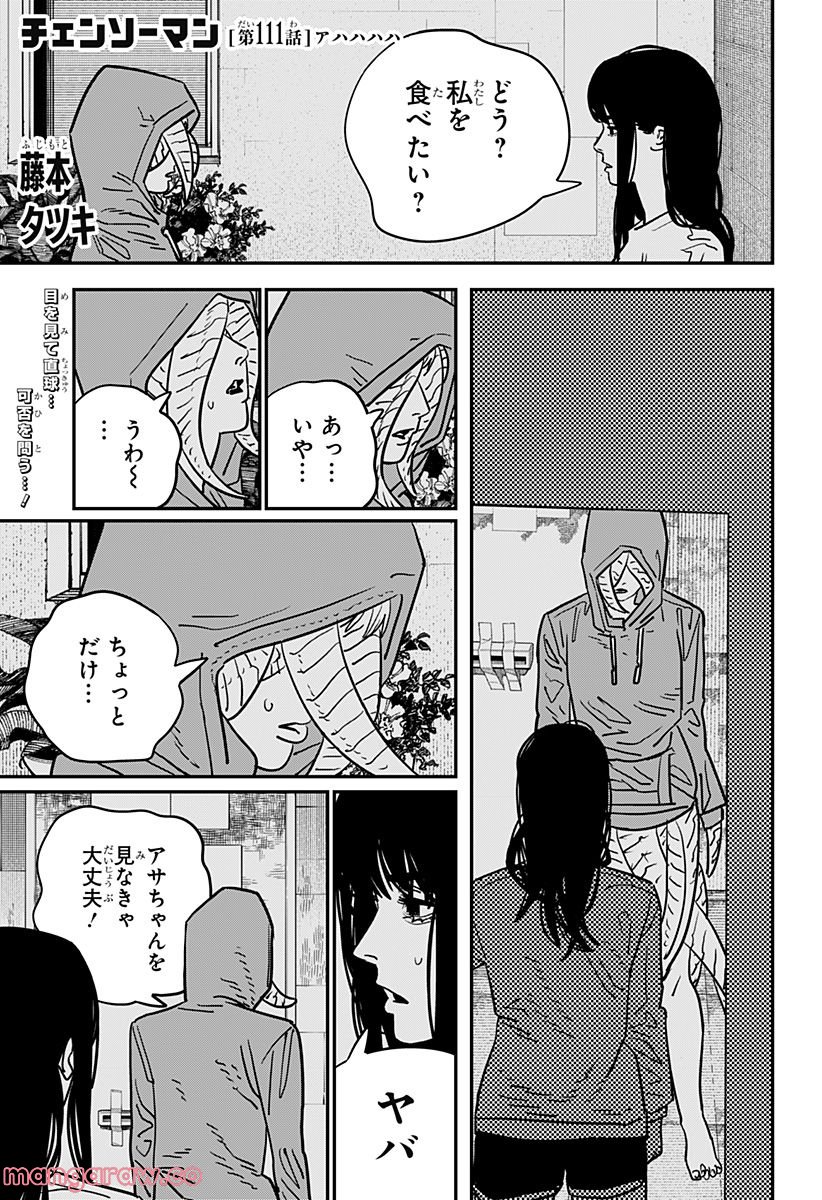 チェンソーマン [第111話] アハハハハ
藤本
タツキ
どう?
私を
食べたい?
目を見て直球…
可否を問う…!
あっ…
いや…
うわ〜
…
ちょっと
だけ…
ヤバ
アサちゃんを
見なきゃ
大丈夫!
mangaraw.co